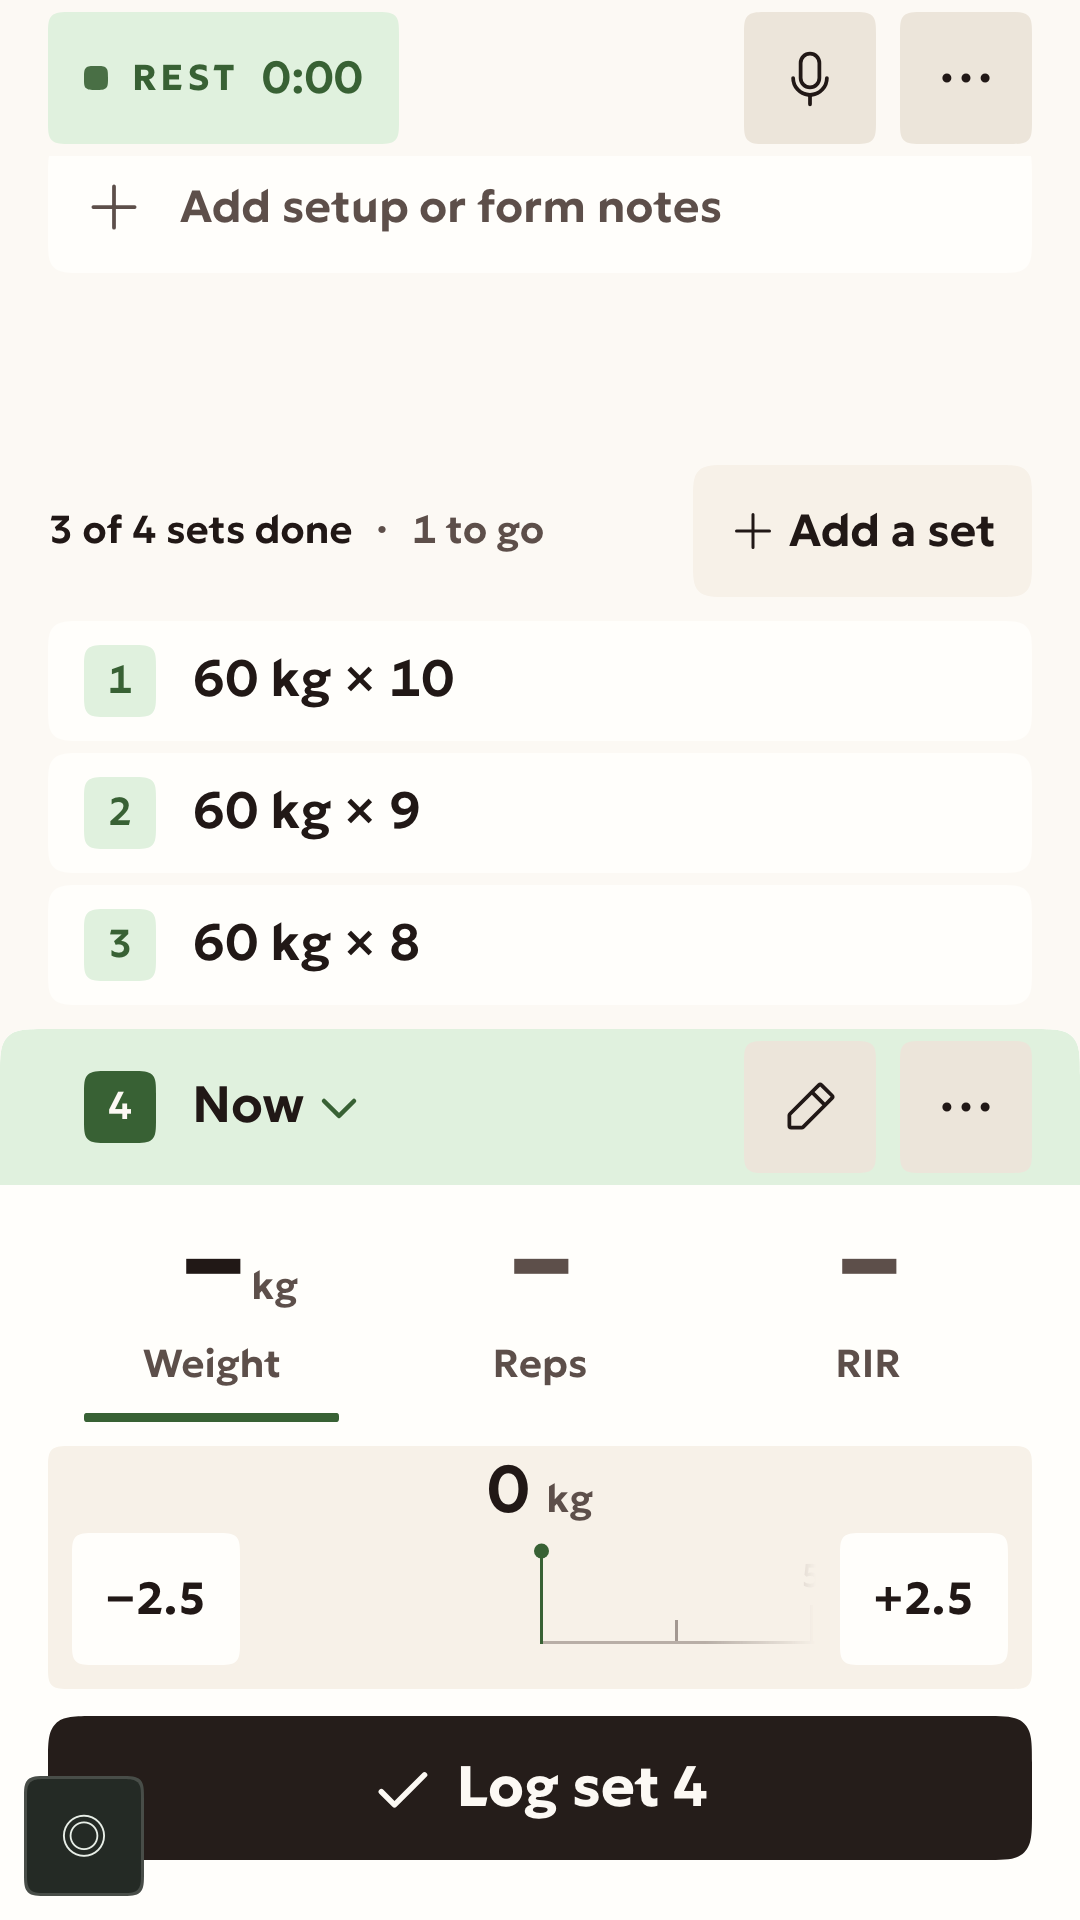 REST 0:00
Add setup or form notes
3 of 4 sets done · 1 to go
+ Add a set
1 60 kg × 10
2 60 kg × 9
3 60 kg × 8
4 Now
– kg – –
Weight Reps RIR
0 kg
−2.5 5 +2.5
Log set 4